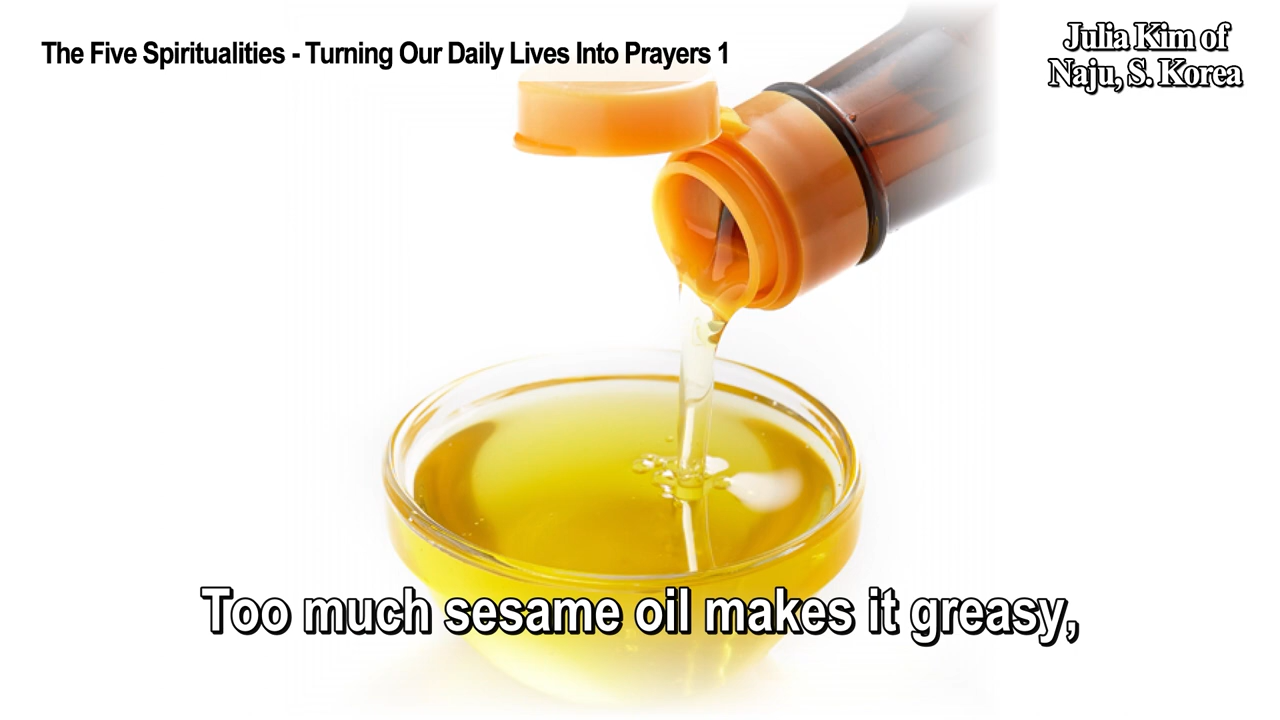 The Five Spiritualities - Turning Our Daily Lives Into Prayers 1
Julia Kim of
Naju, S. Korea
Too much sesame oil makes it greasy,